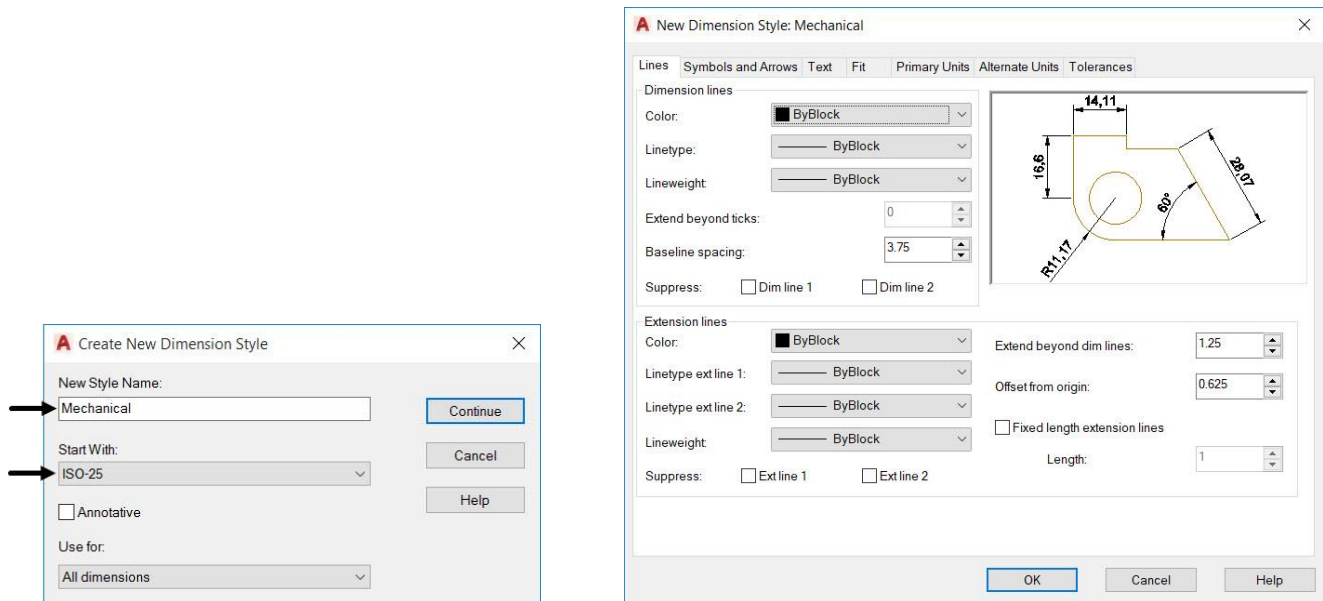 Create New Dimension Style
New Style Name:
Mechanical
Continue
Start With:
ISO-25
Cancel
Annotative
Help
Use for:
All dimensions
New Dimension Style: Mechanical
Lines Symbols and Arrows Text Fit Primary Units Alternate Units Tolerances
Dimension lines
Color: ByBlock
Linetype: ByBlock
Lineweight: ByBlock
Extend beyond ticks: 0
Baseline spacing: 3.75
Suppress: Dim line 1 Dim line 2
14,11
16,6
28,07
60°
R11,17
Extension lines
Color: ByBlock
Linetype ext line 1: ByBlock
Linetype ext line 2: ByBlock
Lineweight: ByBlock
Suppress: Ext line 1 Ext line 2
Extend beyond dim lines: 1.25
Offset from origin: 0.625
Fixed length extension lines
Length: 1
OK Cancel Help